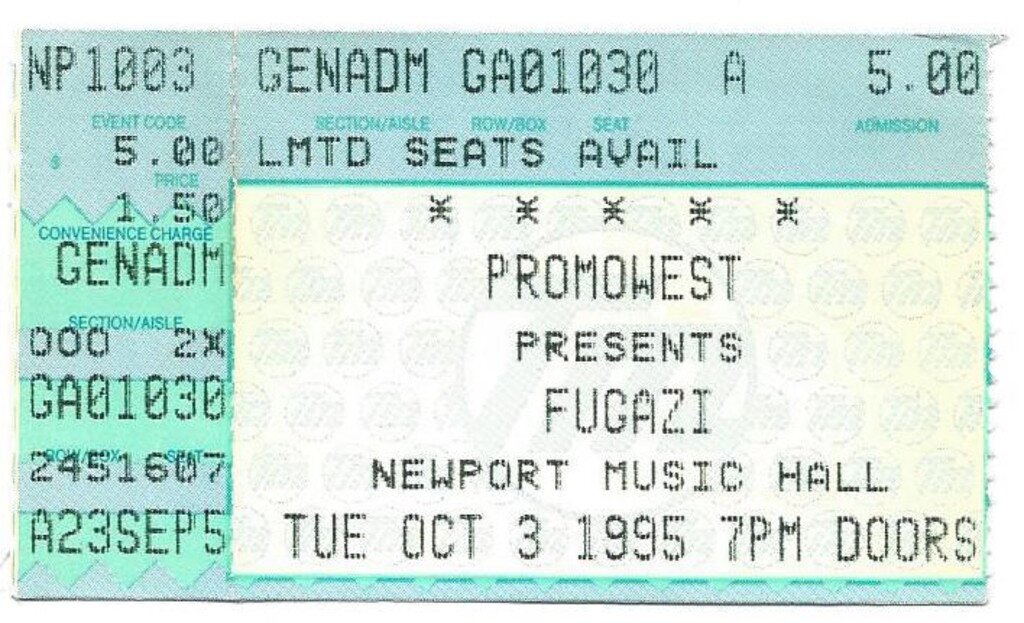 NP1003
EVENT CODE
$ 5.00
PRICE
1.50
CONVENIENCE CHARGE
GENADM
SECTION/AISLE
000 2X
GA01030
ROW/BOX SEAT
2451607
A23SEP5
GENADM GA01030 A 5.00
SECTION/AISLE ROW/BOX SEAT ADMISSION
LMTD SEATS AVAIL
* * * * *
PROMOWEST
PRESENTS
FUGAZI
NEWPORT MUSIC HALL
TUE OCT 3 1995 7PM DOORS